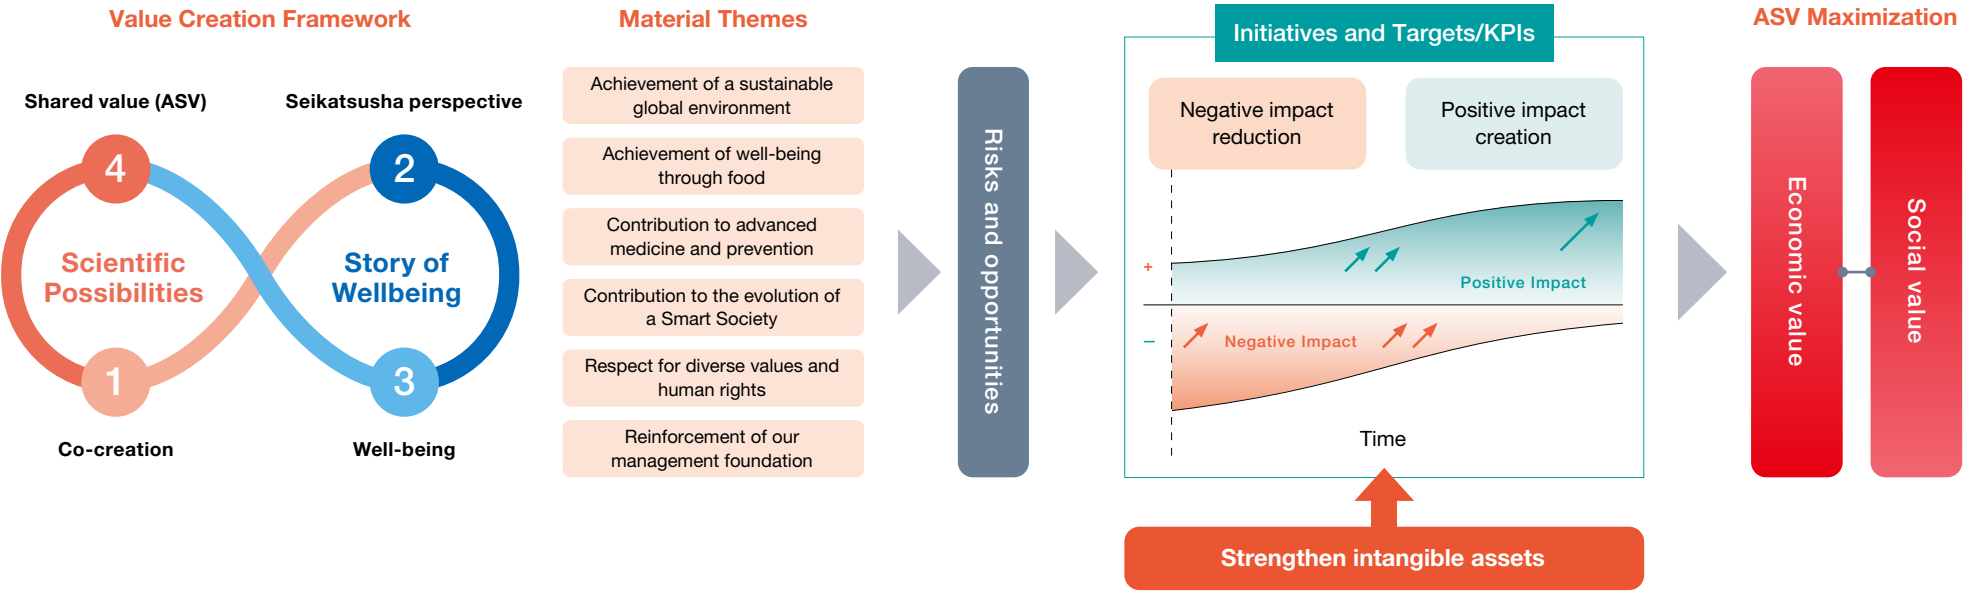 Value Creation Framework
Shared value (ASV)
Seikatsusha perspective
4
2
Scientific
Possibilities
Story of
Wellbeing
1
3
Co-creation
Well-being
Material Themes
Achievement of a sustainable
global environment
Achievement of well-being
through food
Contribution to advanced
medicine and prevention
Contribution to the evolution of
a Smart Society
Respect for diverse values and
human rights
Reinforcement of our
management foundation
Risks and opportunities
Initiatives and Targets/KPIs
Negative impact
reduction
Positive impact
creation
+
Positive Impact
–
Negative Impact
Time
Strengthen intangible assets
ASV Maximization
Economic value
Social value